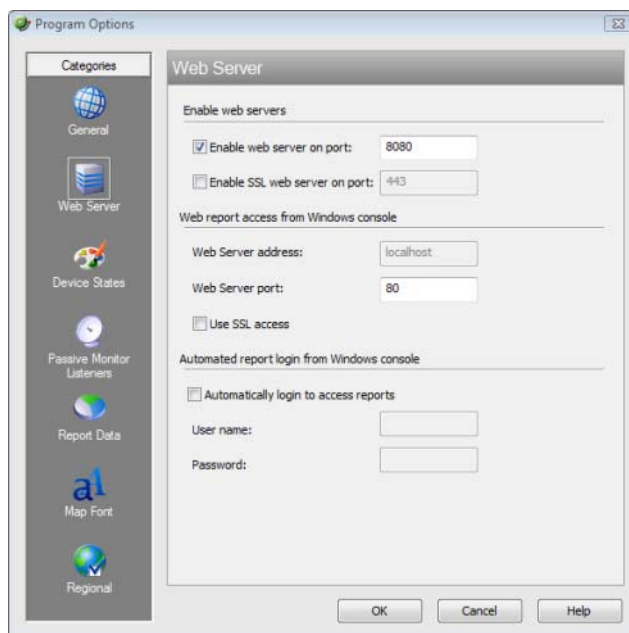 Program Options
Categories
General
Web Server
Device States
Passive Monitor
Listeners
Report Data
a1
Map Font
Regional
Web Server
Enable web servers
Enable web server on port: 8080
Enable SSL web server on port: 443
Web report access from Windows console
Web Server address: localhost
Web Server port: 80
Use SSL access
Automated report login from Windows console
Automatically login to access reports
User name:
Password:
OK Cancel Help